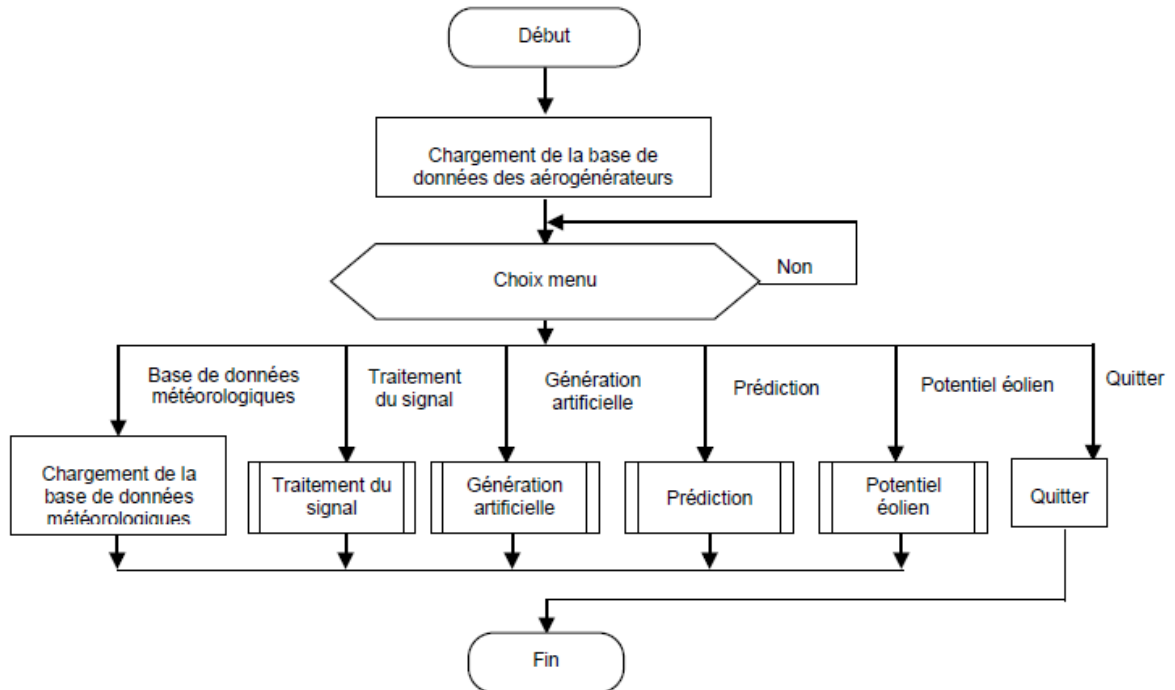 Début
Chargement de la base de
données des aérogénérateurs
Choix menu
Non
Base de données
météorologiques
Traitement
du signal
Génération
artificielle
Prédiction
Potentiel éolien
Quitter
Chargement de la
base de données
météorologiques
Traitement du
signal
Génération
artificielle
Prédiction
Potentiel
éolien
Quitter
Fin